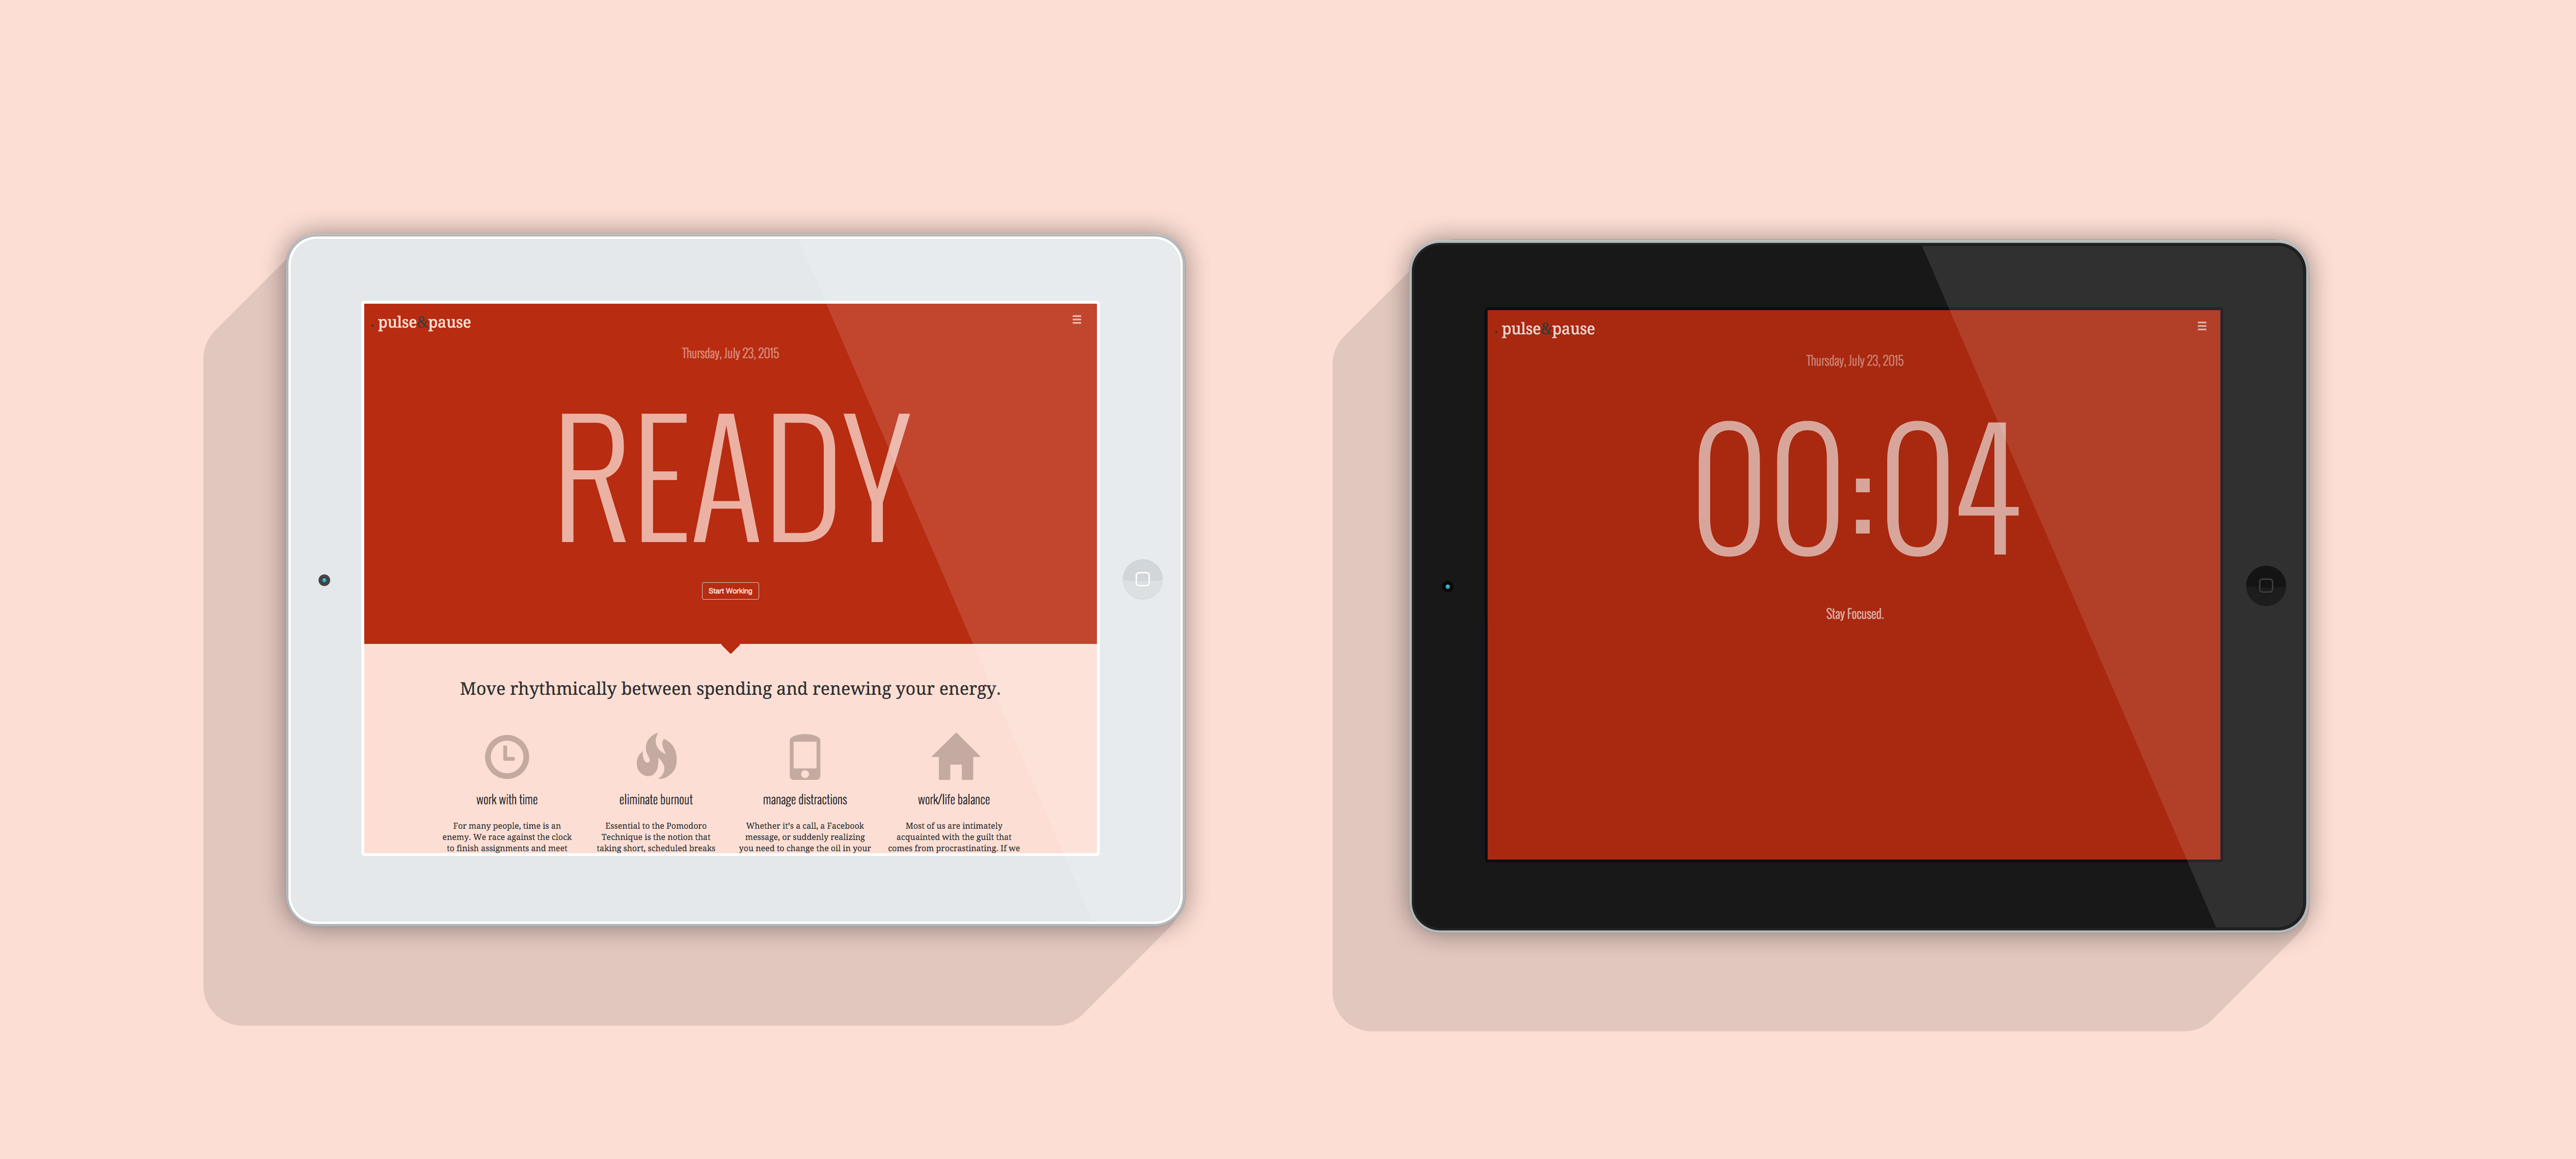 pulse&pause
Thursday, July 23, 2015
READY
Start Working
Move rhythmically between spending and renewing your energy.
work with time
For many people, time is an
enemy. We race against the clock
to finish assignments and meet
eliminate burnout
Essential to the Pomodoro
Technique is the notion that
taking short, scheduled breaks
manage distractions
Whether it's a call, a Facebook
message, or suddenly realizing
you need to change the oil in your
work/life balance
Most of us are intimately
acquainted with the guilt that
comes from procrastinating. If we
pulse&pause
Thursday, July 23, 2015
00:04
Stay Focused.